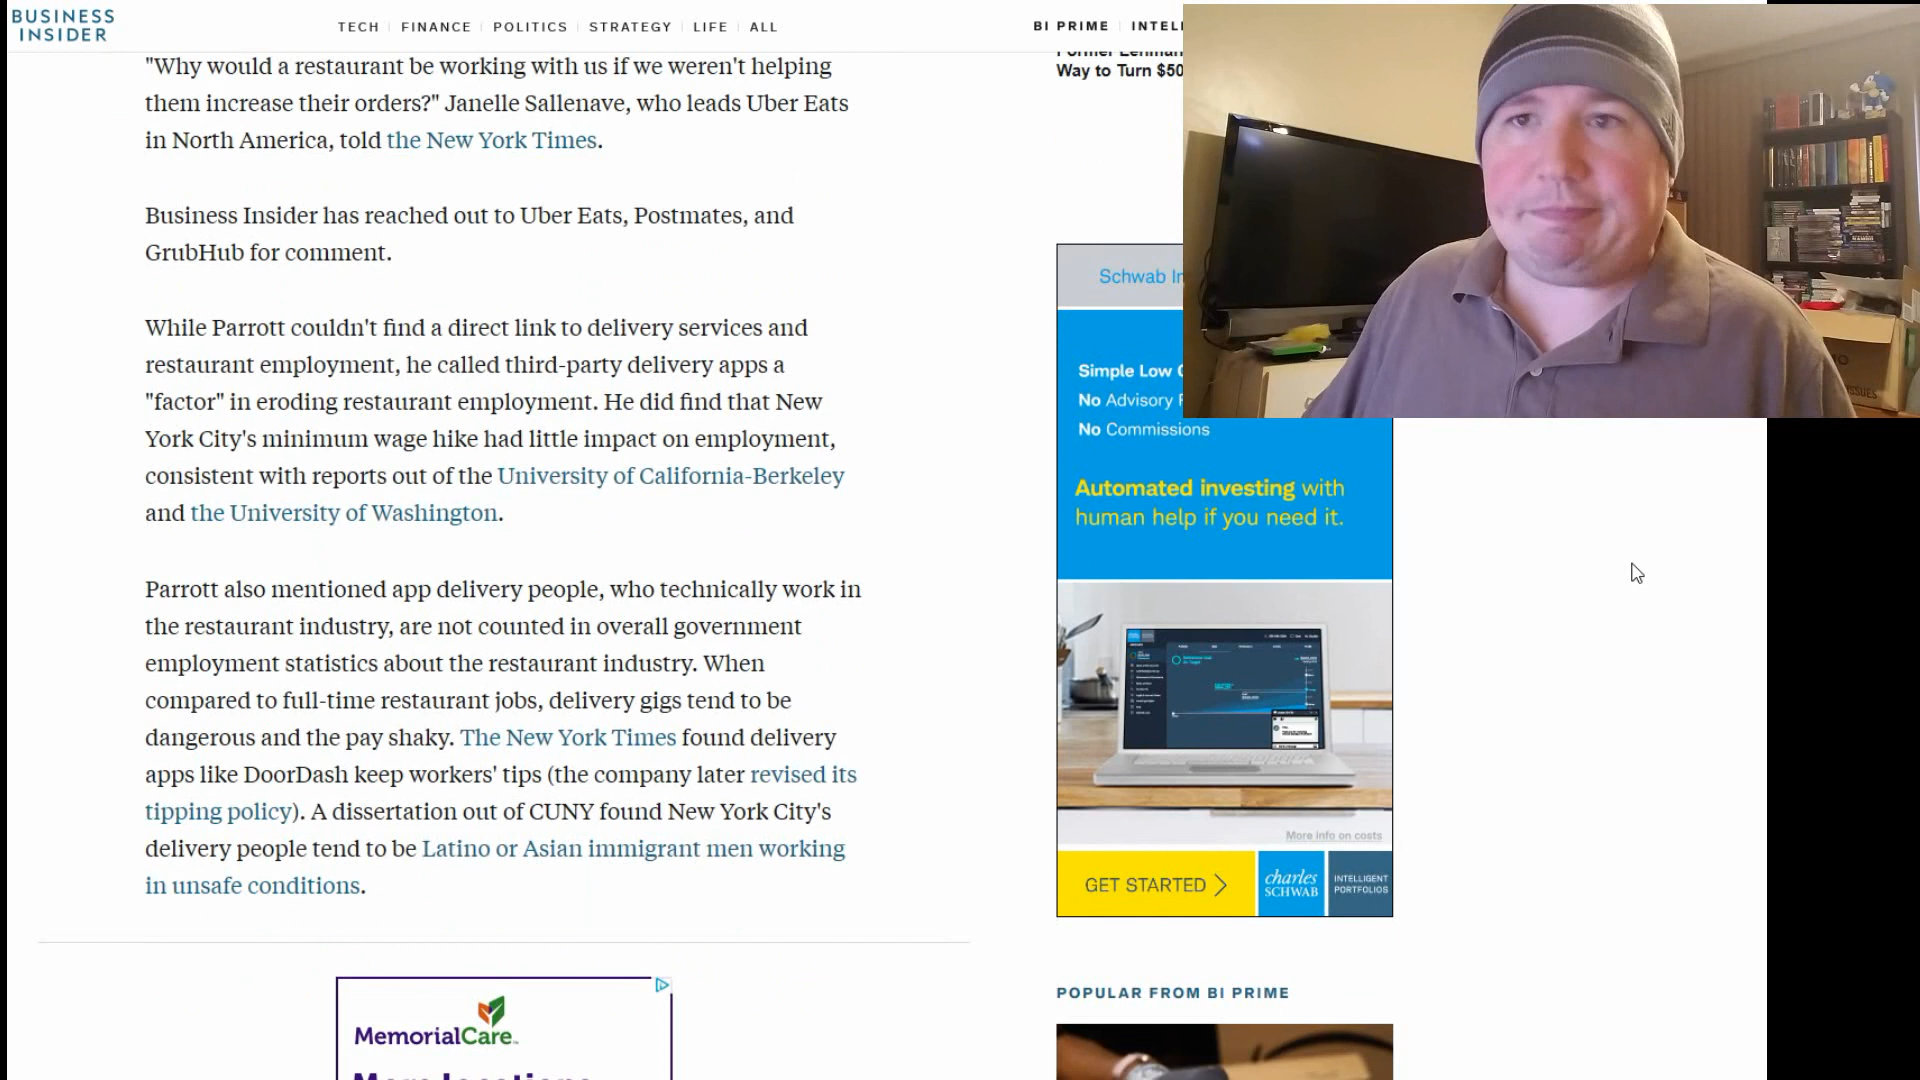 BUSINESS
INSIDER
TECH
FINANCE
POLITICS
STRATEGY
LIFE
ALL
BI PRIME
INTELL
"Why would a restaurant be working with us if we weren't helping
them increase their orders?" Janelle Sallenave, who leads Uber Eats
in North America, told the New York Times.
Business Insider has reached out to Uber Eats, Postmates, and
GrubHub for comment.
While Parrott couldn't find a direct link to delivery services and
restaurant employment, he called third-party delivery apps a
"factor" in eroding restaurant employment. He did find that New
York City's minimum wage hike had little impact on employment,
consistent with reports out of the University of California-Berkeley
and the University of Washington.
Parrott also mentioned app delivery people, who technically work in
the restaurant industry, are not counted in overall government
employment statistics about the restaurant industry. When
compared to full-time restaurant jobs, delivery gigs tend to be
dangerous and the pay shaky. The New York Times found delivery
apps like DoorDash keep workers' tips (the company later revised its
tipping policy). A dissertation out of CUNY found New York City's
delivery people tend to be Latino or Asian immigrant men working
in unsafe conditions.
MemorialCare
More locations
Former Lehman
Way to Turn $50
Schwab In
Simple Low C
No Advisory F
No Commissions
Automated investing with
human help if you need it.
More info on costs
GET STARTED
charles
SCHWAB
INTELLIGENT
PORTFOLIOS
POPULAR FROM BI PRIME